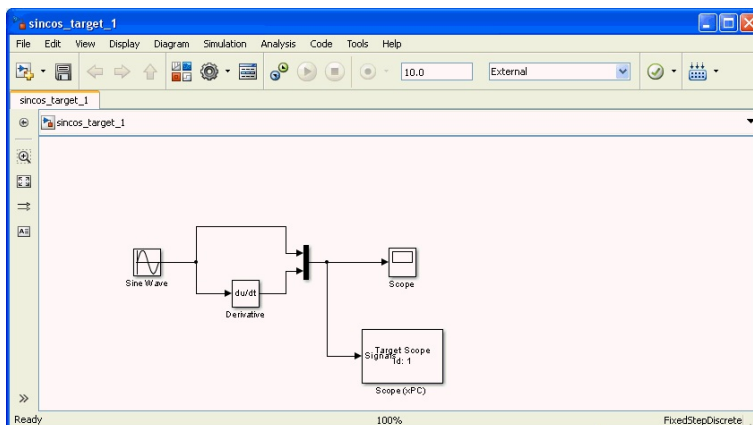 sincos_target_1
File Edit View Display Diagram Simulation Analysis Code Tools Help
10.0 External
sincos_target_1
sincos_target_1
Sine Wave
du/dt
Derivative
Scope
Target Scope
Signals
Id: 1
Scope (xPC)
Ready 100% FixedStepDiscrete